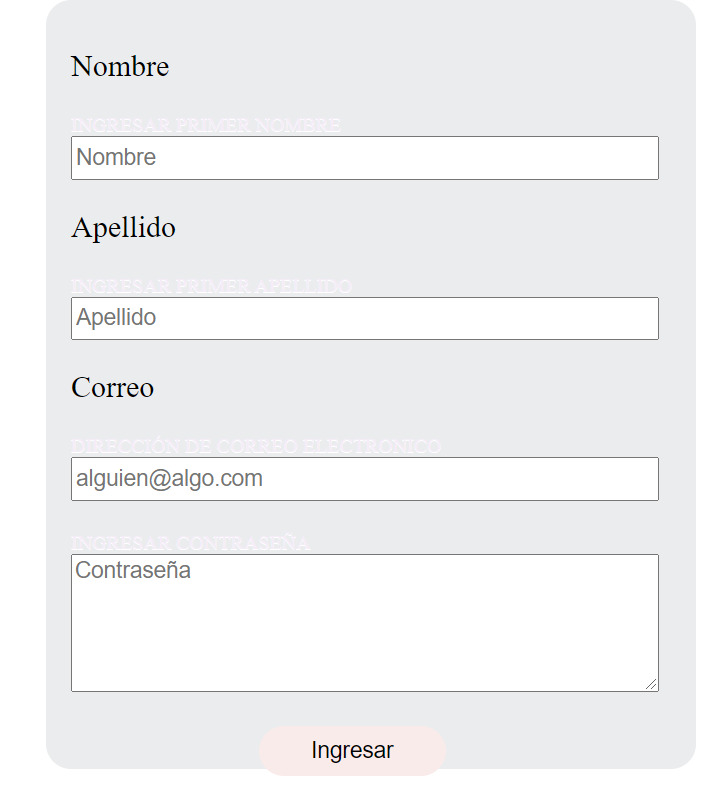 Nombre
INGRESAR PRIMER NOMBRE
Nombre
Apellido
INGRESAR PRIMER APELLIDO
Apellido
Correo
DIRECCIÓN DE CORREO ELECTRONICO
alguien@algo.com
INGRESAR CONTRASEÑA
Contraseña
Ingresar